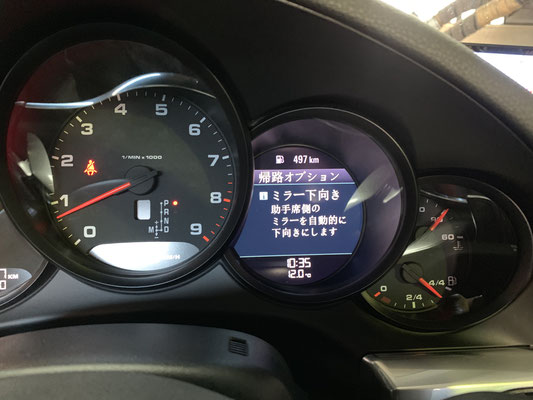 1/MIN x 1000
0
1
2
3
4
5
6
7
8
9
P
R
N
D
M
497 km
帰路オプション
i ミラー下向き
助手席側の
ミラーを自動的に
下向きにします
10:35
12.0°C
KM
0
60
0
2/4
4/4